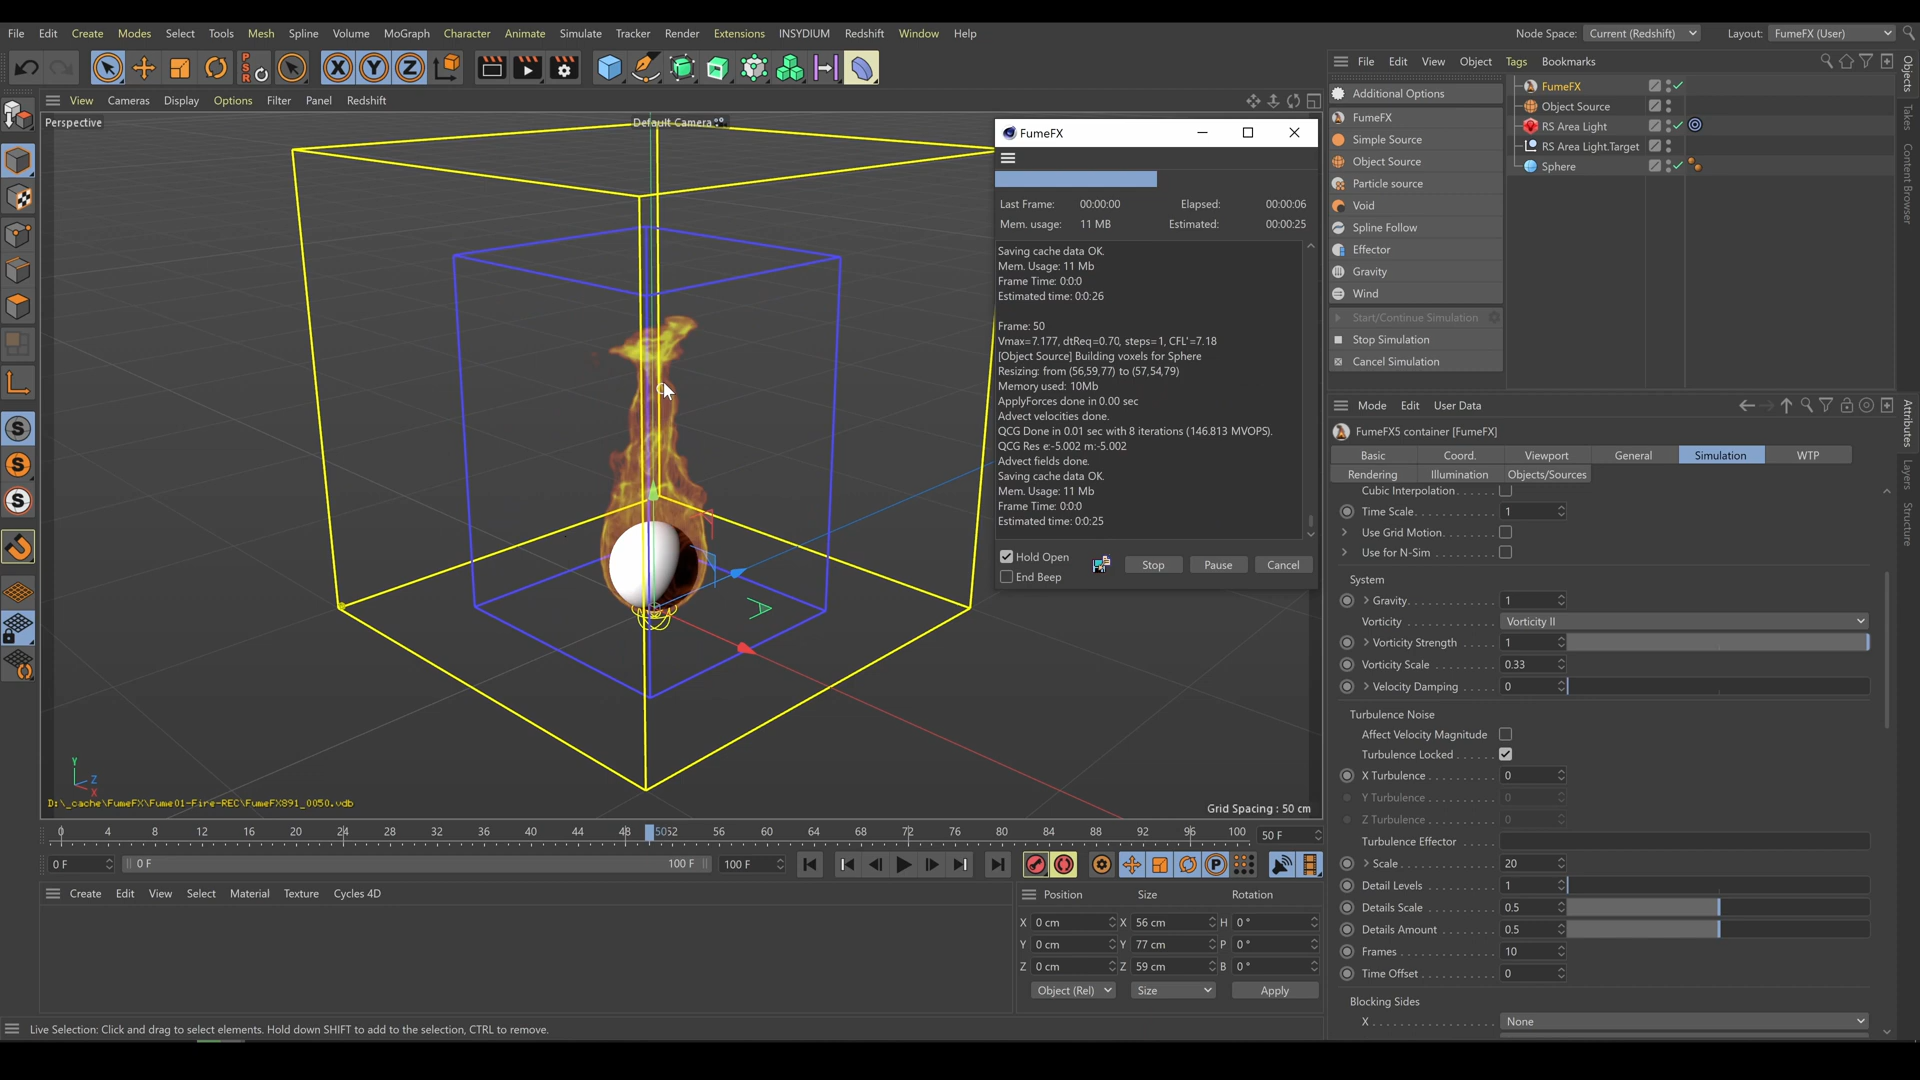 File Edit Create Modes Select Tools Mesh Spline Volume MoGraph Character Animate Simulate Tracker Render Extensions INSYDIUM Redshift Window Help
Node Space: Current (Redshift) Layout: FumeFX (User)
PSR X Y Z
View Cameras Display Options Filter Panel Redshift
Perspective
Default Camera
D:\_cache\FumeFX\Fume01-Fire-REC\FumeFX891_0050.vdb
Grid Spacing : 50 cm
Y
Z
X
S
S
S
FumeFX
Last Frame: 00:00:00 Elapsed: 00:00:06
Mem. usage: 11 MB Estimated: 00:00:25
Saving cache data OK.
Mem. Usage: 11 Mb
Frame Time: 0:0:0
Estimated time: 0:0:26
Frame: 50
Vmax=7.177, dtReq=0.70, steps=1, CFL'=7.18
[Object Source] Building voxels for Sphere
Resizing: from (56,59,77) to (57,54,79)
Memory used: 10Mb
ApplyForces done in 0.00 sec
Advect velocities done.
QCG Done in 0.01 sec with 8 iterations (146.813 MVOPS).
QCG Res e:-5.002 m:-5.002
Advect fields done.
Saving cache data OK.
Mem. Usage: 11 Mb
Frame Time: 0:0:0
Estimated time: 0:0:25
Hold Open
End Beep
Stop Pause Cancel
File Edit View Object Tags Bookmarks
Additional Options
FumeFX
Simple Source
Object Source
Particle source
Void
Spline Follow
Effector
Gravity
Wind
Start/Continue Simulation
Stop Simulation
Cancel Simulation
FumeFX
Object Source
RS Area Light
RS Area Light.Target
Sphere
Objects
Takes
Content Browser
Attributes
Layers
Structure
Mode Edit User Data
FumeFX5 container [FumeFX]
Basic Coord. Viewport General Simulation WTP
Rendering Illumination Objects/Sources
Cubic Interpolation
Time Scale 1
Use Grid Motion
Use for N-Sim
System
Gravity 1
Vorticity Vorticity II
Vorticity Strength 1
Vorticity Scale 0.33
Velocity Damping 0
Turbulence Noise
Affect Velocity Magnitude
Turbulence Locked
X Turbulence 0
Y Turbulence 0
Z Turbulence 0
Turbulence Effector
Scale 20
Detail Levels 1
Details Scale 0.5
Details Amount 0.5
Frames 10
Time Offset 0
Blocking Sides
X None
0 4 8 12 16 20 24 28 32 36 40 44 48 5052 56 60 64 68 72 76 80 84 88 92 96 100 50 F
0 F 0 F 100 F 100 F
P
Create Edit View Select Material Texture Cycles 4D
Position Size Rotation
X 0 cm X 56 cm H 0 °
Y 0 cm Y 77 cm P 0 °
Z 0 cm Z 59 cm B 0 °
Object (Rel) Size Apply
Live Selection: Click and drag to select elements. Hold down SHIFT to add to the selection, CTRL to remove.